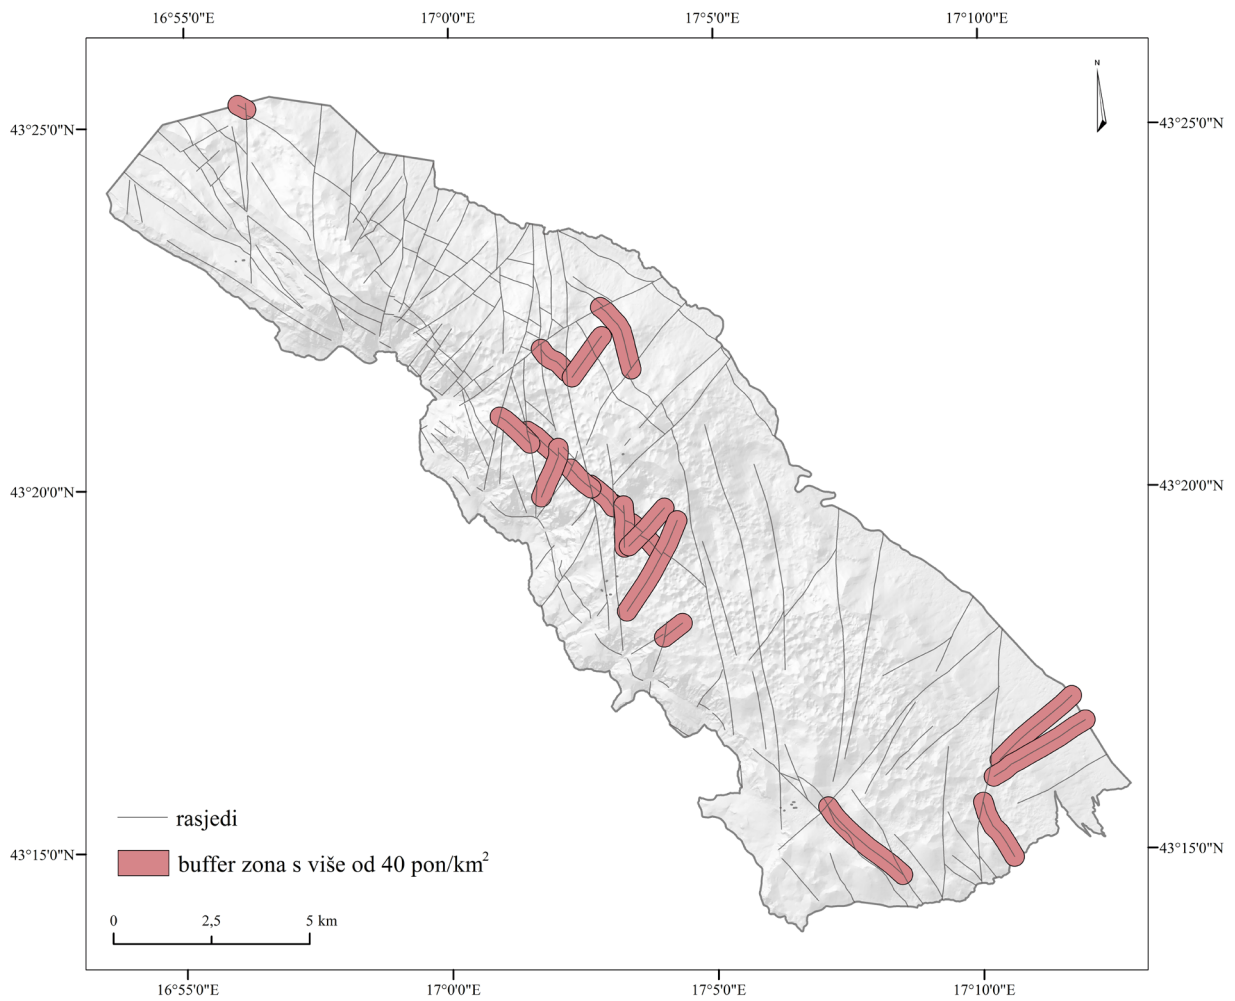 16°55'0"E 17°0'0"E 17°5'0"E 17°10'0"E
N
43°25'0"N 43°25'0"N
43°20'0"N 43°20'0"N
rasjedi
43°15'0"N 43°15'0"N
buffer zona s više od 40 pon/km²
0 2,5 5 km
16°55'0"E 17°0'0"E 17°5'0"E 17°10'0"E